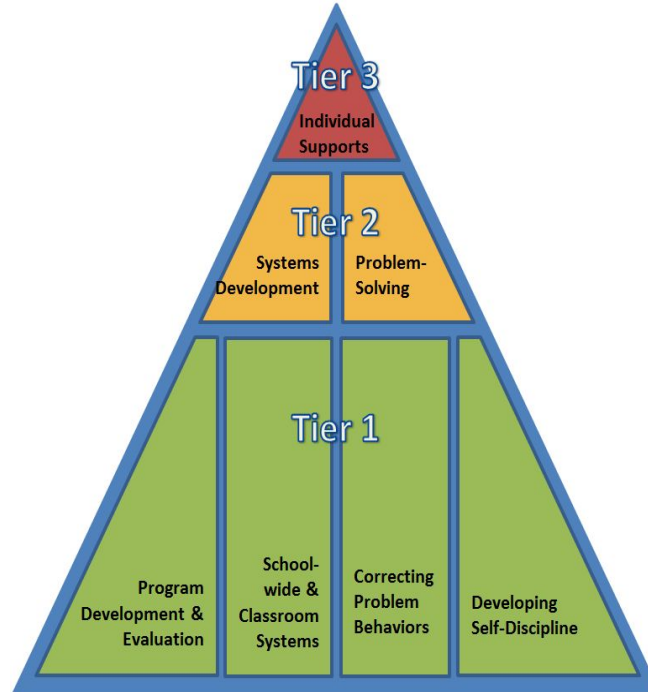 Tier 3
Individual
Supports
Tier 2
Systems
Development
Problem-
Solving
Tier 1
Program
Development &
Evaluation
School-
wide &
Classroom
Systems
Correcting
Problem
Behaviors
Developing
Self-Discipline